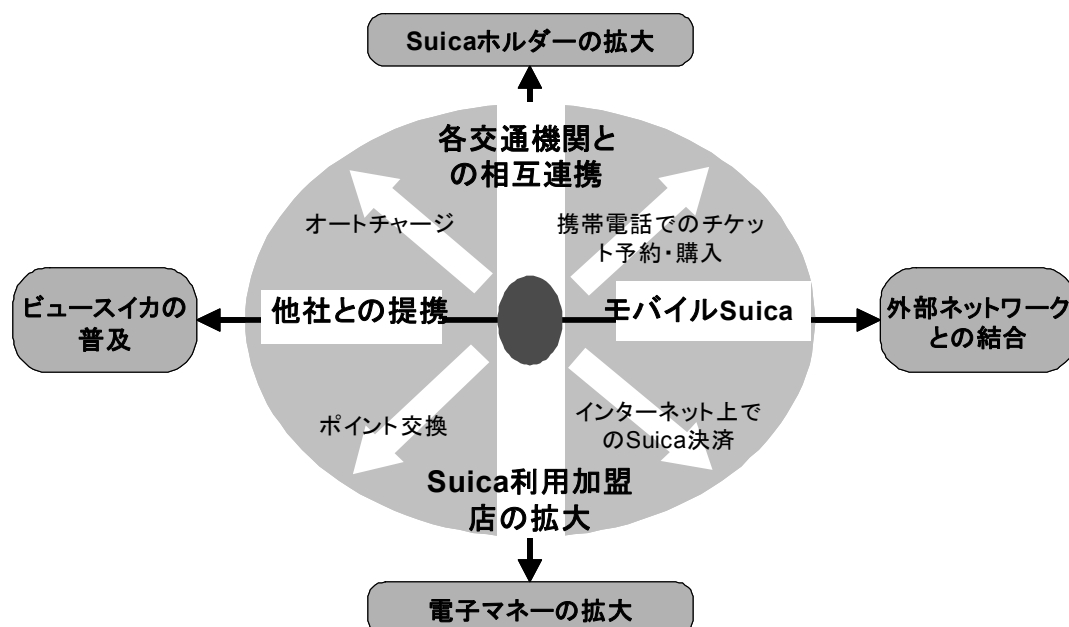 Suicaホルダーの拡大
各交通機関と
の相互連携
オートチャージ
携帯電話でのチケッ
ト予約・購入
ビュースイカの
普及
他社との提携
モバイルSuica
外部ネットワーク
との結合
ポイント交換
インターネット上で
のSuica決済
Suica利用加盟
店の拡大
電子マネーの拡大